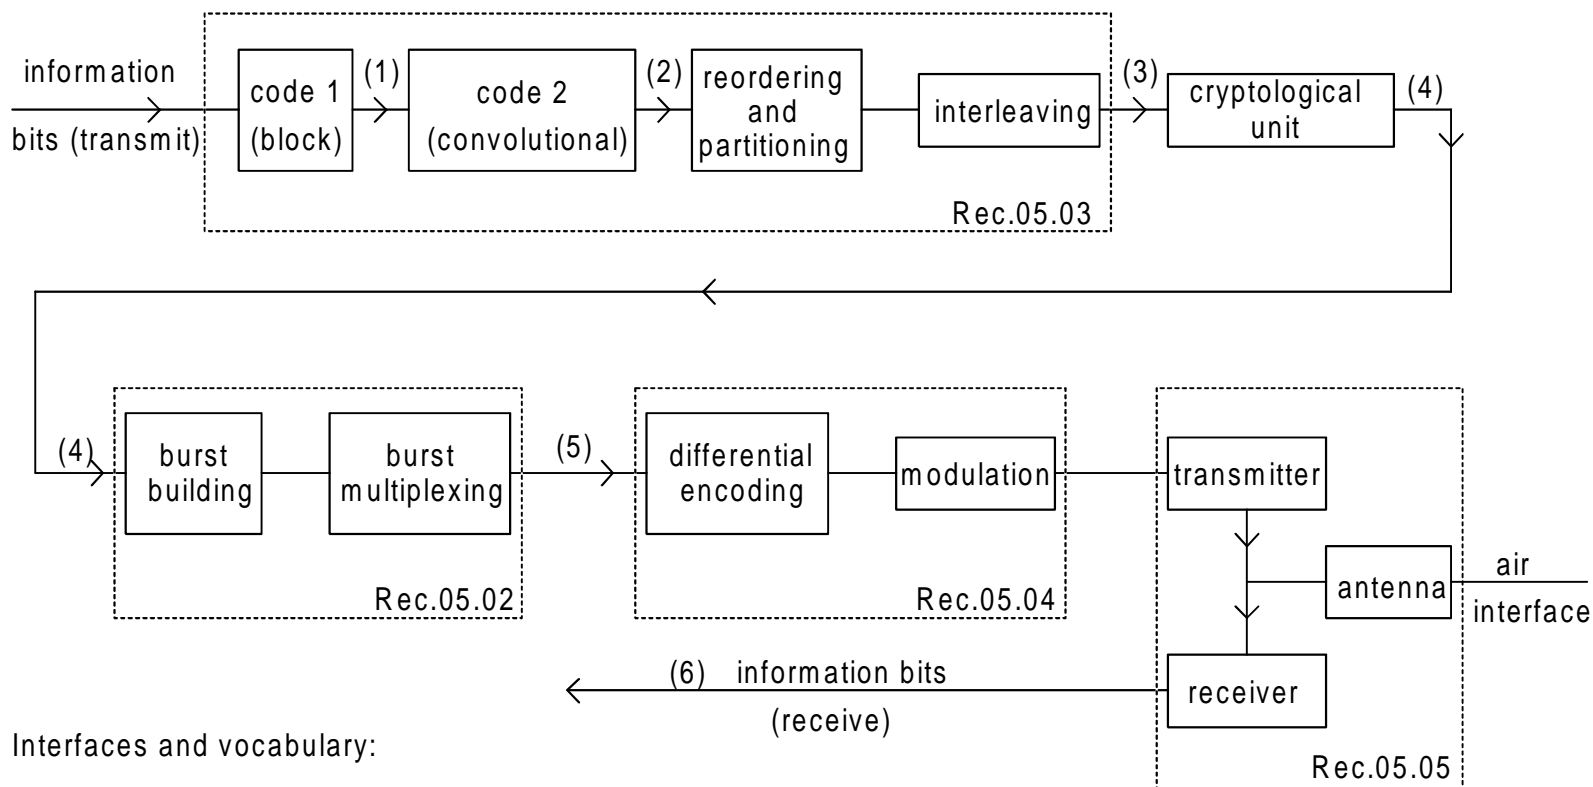 information
bits (transmit)
code 1
(block)
(1)
code 2
(convolutional)
(2)
reordering
and
partitioning
interleaving
(3)
cryptological
unit
(4)
Rec.05.03
(4)
burst
building
burst
multiplexing
(5)
differential
encoding
modulation
transmitter
antenna
air
interface
Rec.05.02
Rec.05.04
(6) information bits
(receive)
receiver
Interfaces and vocabulary:
Rec.05.05